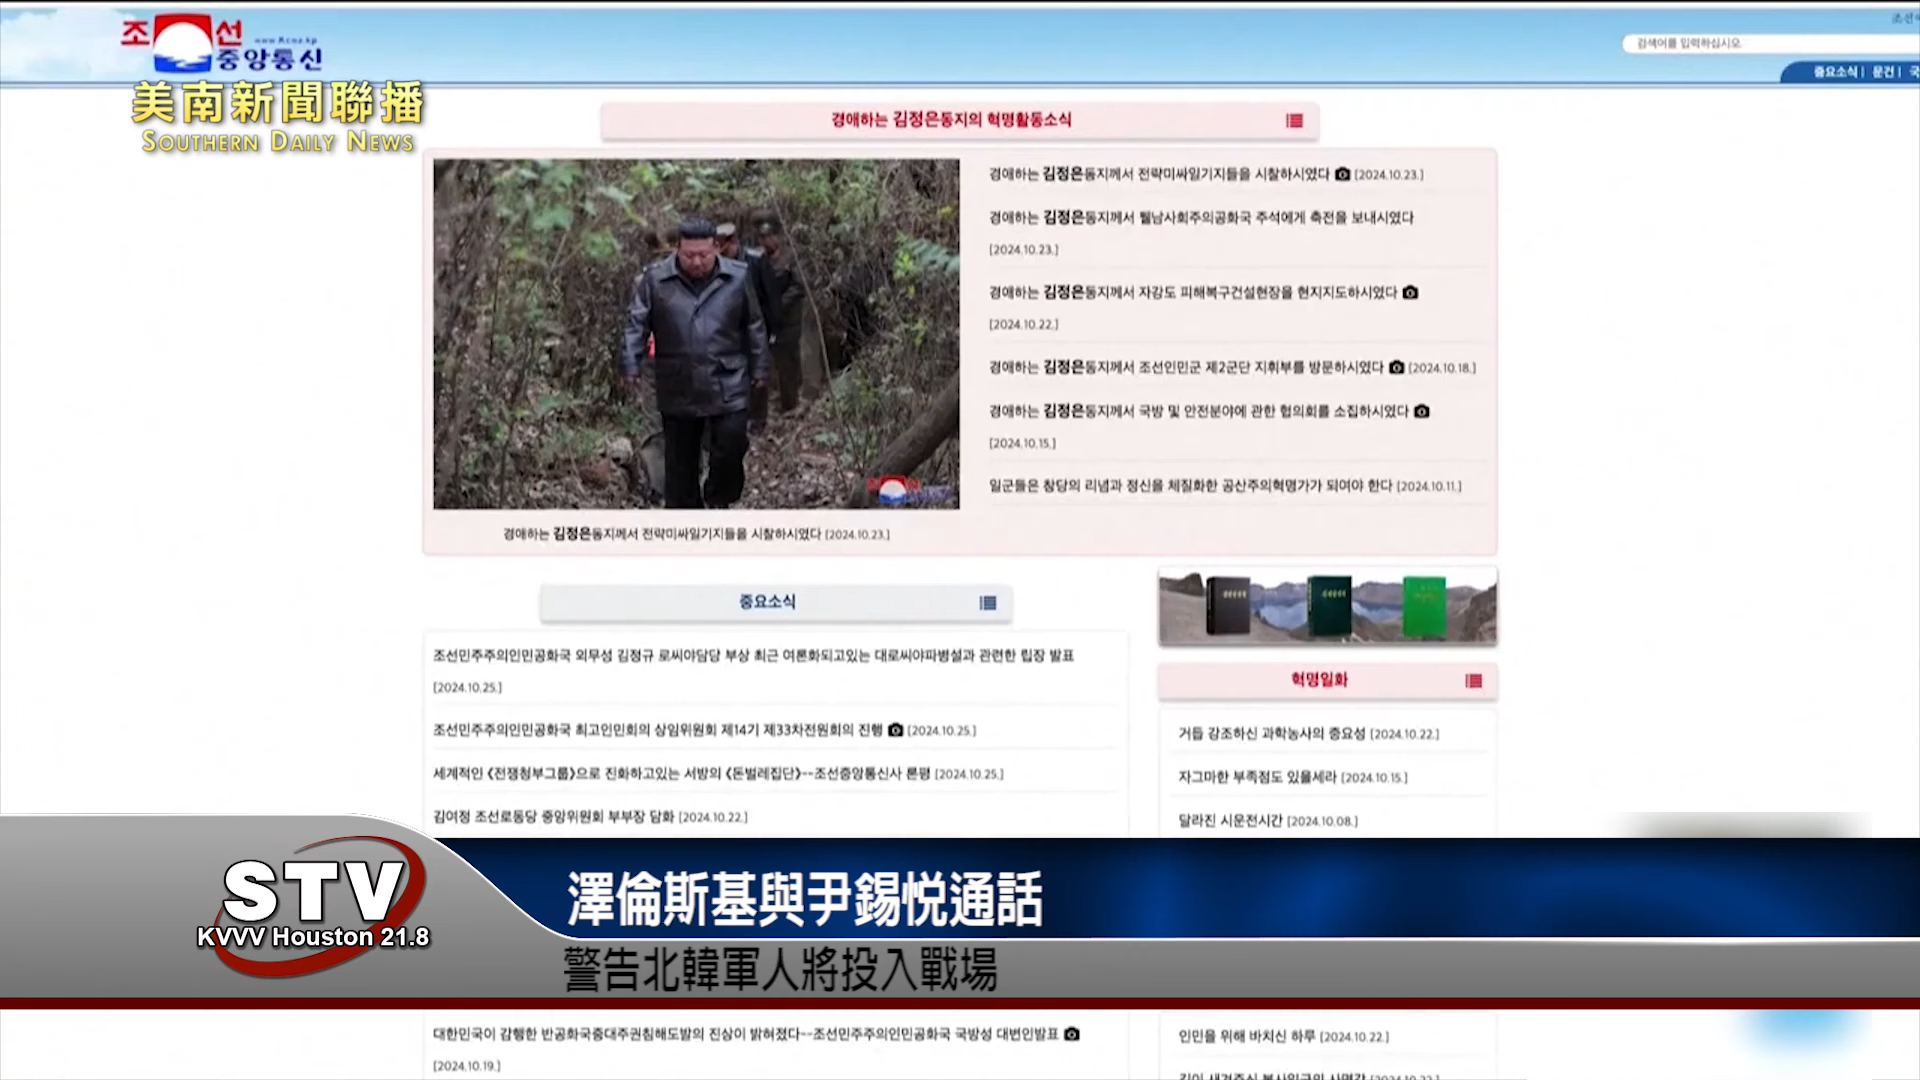 조선
www.kcna.kp
중앙통신
검색어를 입력하십시오
중요소식 | 문건 |
美南新聞聯播
SOUTHERN DAILY NEWS
경애하는 김정은동지의 혁명활동소식
경애하는 김정은동지께서 전략미싸일기지들을 시찰하시였다 [2024.10.23.]
경애하는 김정은동지께서 윁남사회주의공화국 주석에게 축전을 보내시였다
[2024.10.23.]
경애하는 김정은동지께서 자강도 피해복구건설현장을 현지지도하시였다
[2024.10.22.]
경애하는 김정은동지께서 조선인민군 제2군단 지휘부를 방문하시였다 [2024.10.18.]
경애하는 김정은동지께서 국방 및 안전분야에 관한 협의회를 소집하시였다
[2024.10.15.]
일군들은 창당의 리념과 정신을 체질화한 공산주의혁명가가 되여야 한다 [2024.10.11.]
경애하는 김정은동지께서 전략미싸일기지들을 시찰하시였다 [2024.10.23.]
중요소식
조선민주주의인민공화국 외무성 김정규 로씨야담당 부상 최근 여론화되고있는 대로씨야파병설과 관련한 립장 발표
[2024.10.25.]
조선민주주의인민공화국 최고인민회의 상임위원회 제14기 제33차전원회의 진행 [2024.10.25.]
세계적인 《전쟁청부그룹》으로 진화하고있는 서방의 《돈벌레집단》--조선중앙통신사 론평 [2024.10.25.]
김여정 조선로동당 중앙위원회 부부장 담화 [2024.10.22.]
혁명일화
거듭 강조하신 과학농사의 중요성 [2024.10.22.]
자그마한 부족점도 있을세라 [2024.10.15.]
달라진 시운전시간 [2024.10.08.]
STV
KVVV Houston 21.8
澤倫斯基與尹錫悅通話
警告北韓軍人將投入戰場
대한민국이 감행한 반공화국중대주권침해도발의 진상이 밝혀졌다--조선민주주의인민공화국 국방성 대변인발표
[2024.10.19.]
인민을 위해 바치신 하루 [2024.10.22.]